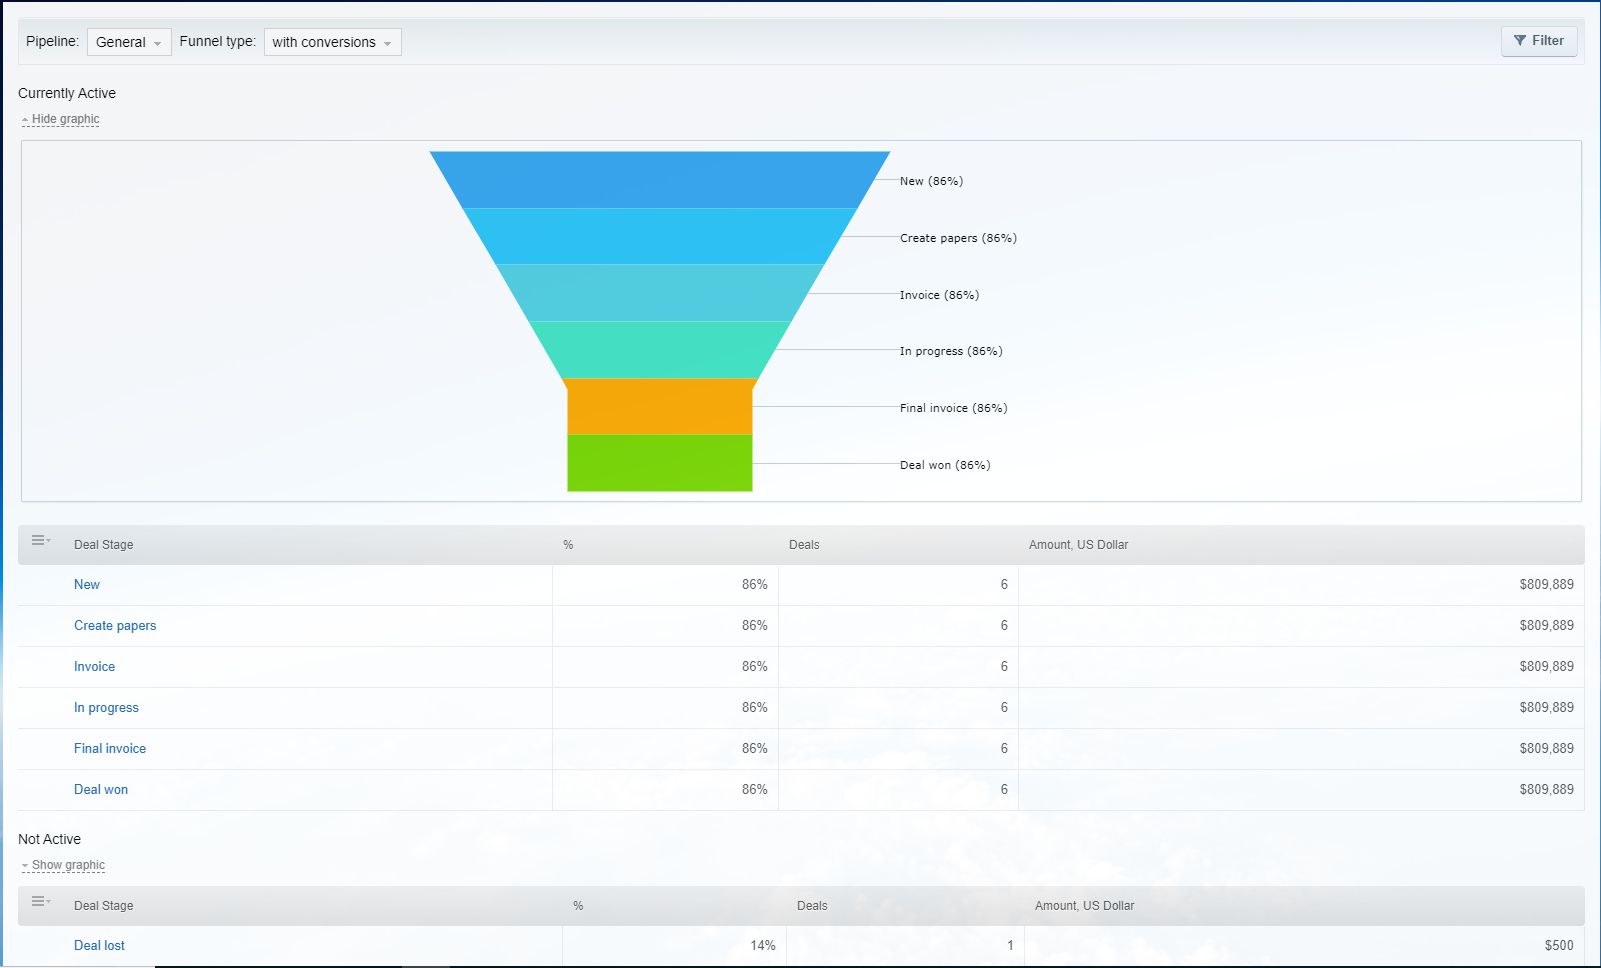 Pipeline: General Funnel type: with conversions Filter
Currently Active
Hide graphic
New (86%)
Create papers (86%)
Invoice (86%)
In progress (86%)
Final invoice (86%)
Deal won (86%)
Deal Stage % Deals Amount, US Dollar
New 86% 6 $809,889
Create papers 86% 6 $809,889
Invoice 86% 6 $809,889
In progress 86% 6 $809,889
Final invoice 86% 6 $809,889
Deal won 86% 6 $809,889
Not Active
Show graphic
Deal Stage % Deals Amount, US Dollar
Deal lost 14% 1 $500